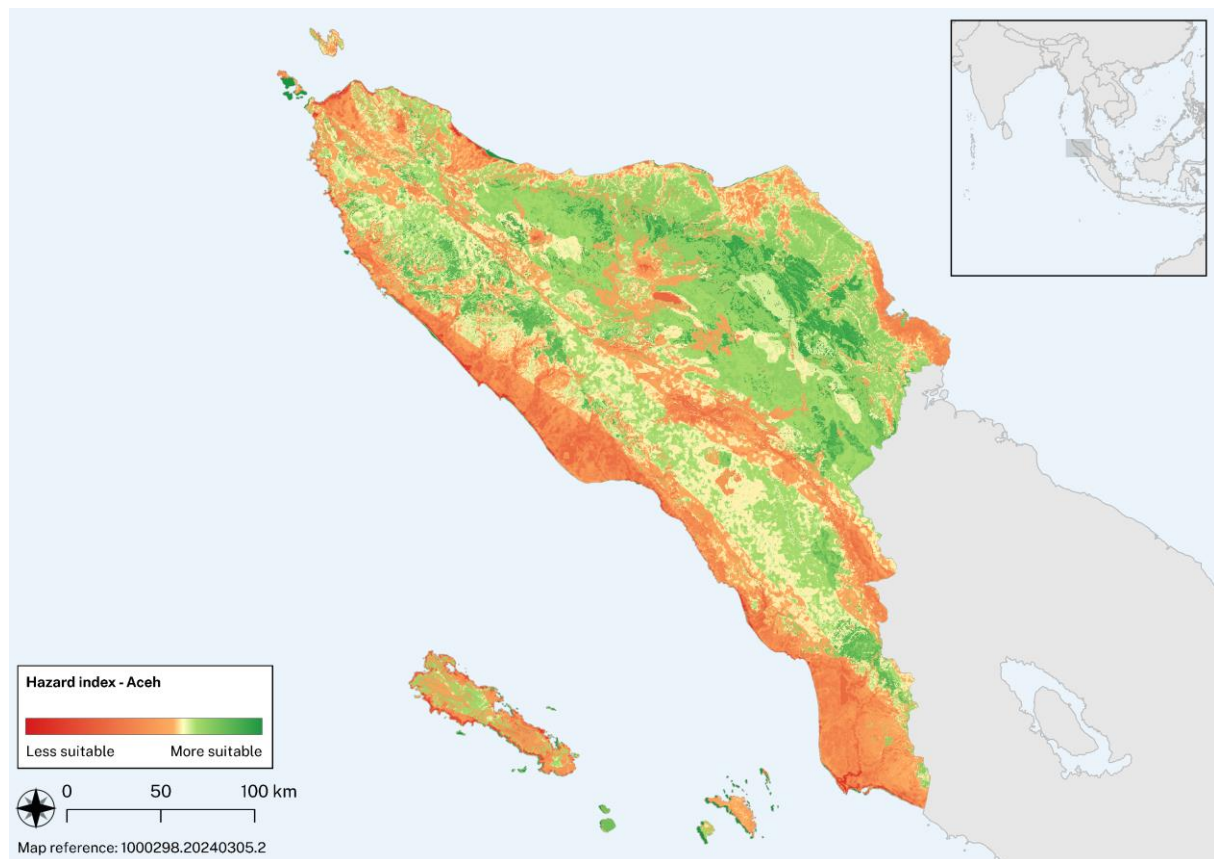 Hazard index - Aceh
Less suitable More suitable
0 50 100 km
Map reference: 1000298.20240305.2